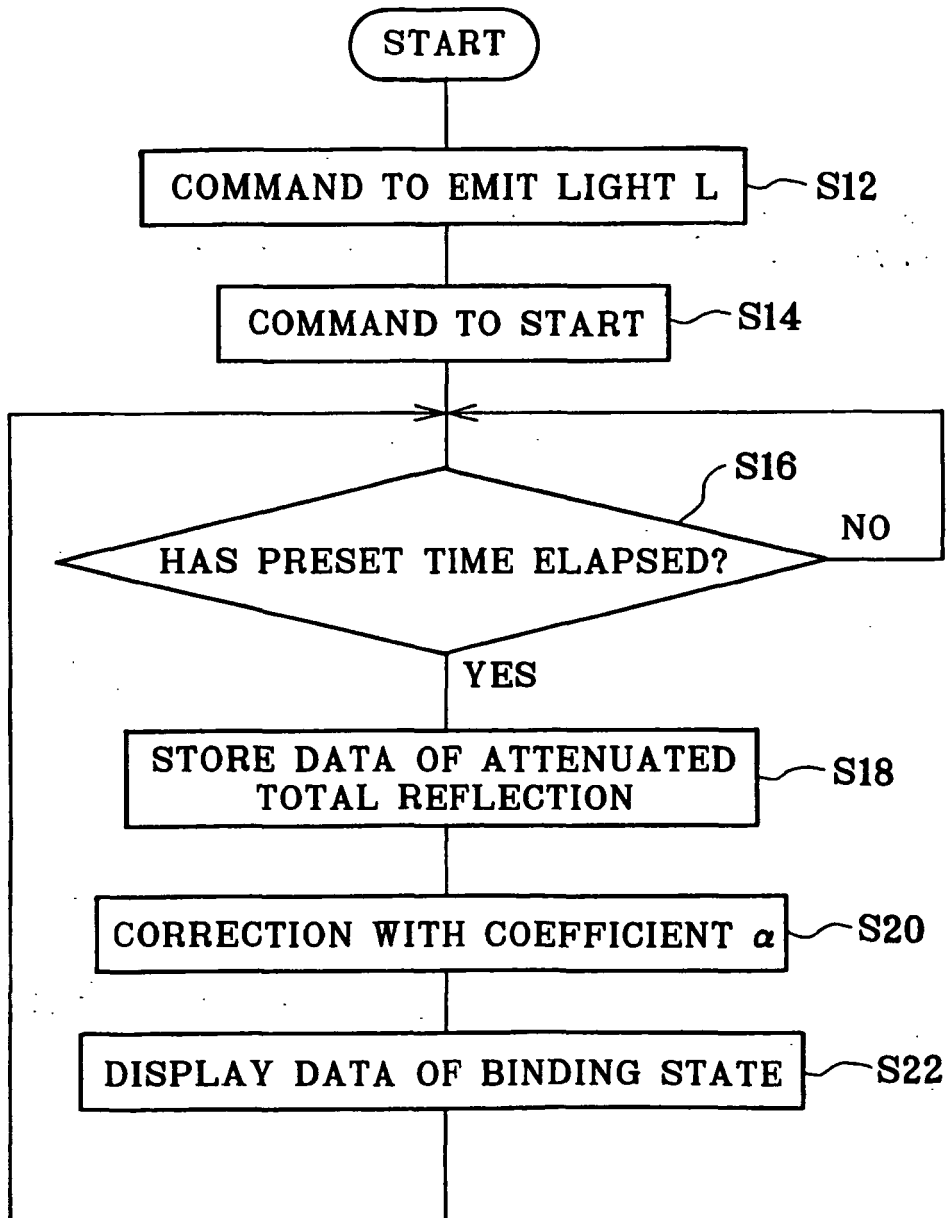 START
COMMAND TO EMIT LIGHT L
S12
COMMAND TO START
S14
S16
HAS PRESET TIME ELAPSED?
NO
YES
STORE DATA OF ATTENUATED
TOTAL REFLECTION
S18
CORRECTION WITH COEFFICIENT α
S20
DISPLAY DATA OF BINDING STATE
S22